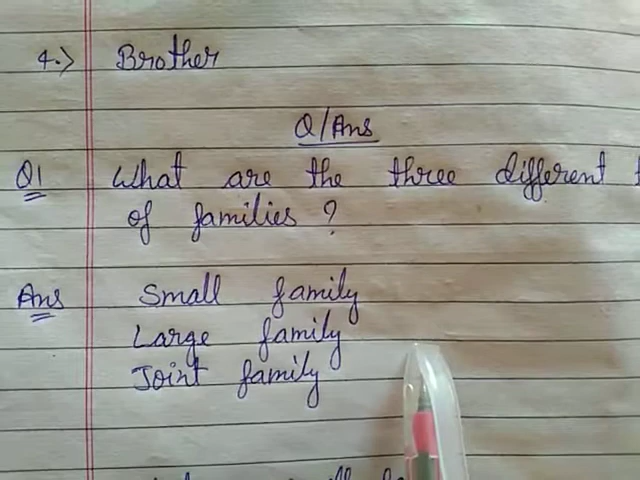 4.> Brother
Q/Ans
Q1 What are the three different
of families ?
Ans Small family
Large family
Joint family